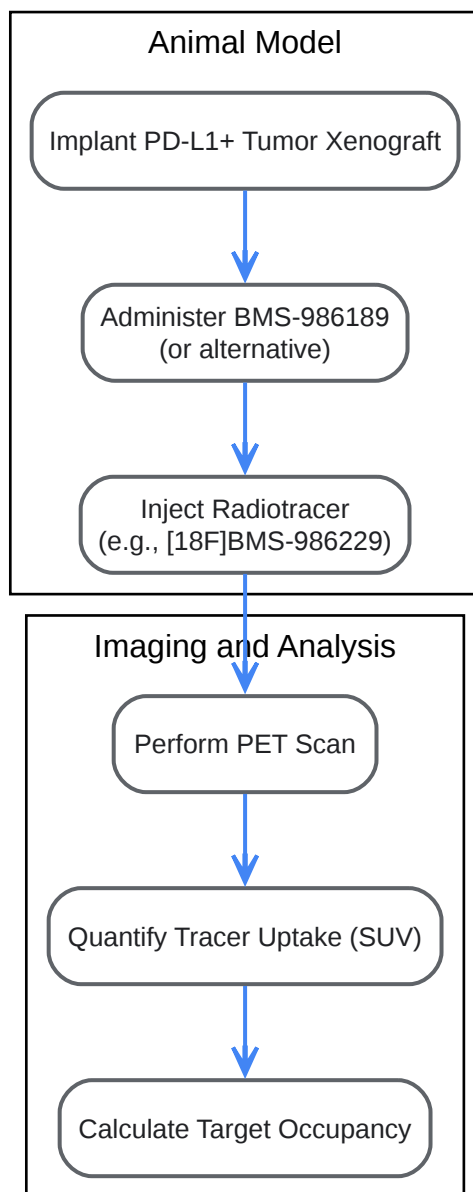 Animal Model
Implant PD-L1+ Tumor Xenograft
Administer BMS-986189
(or alternative)
Inject Radiotracer
(e.g., [18F]BMS-986229)
Imaging and Analysis
Perform PET Scan
Quantify Tracer Uptake (SUV)
Calculate Target Occupancy